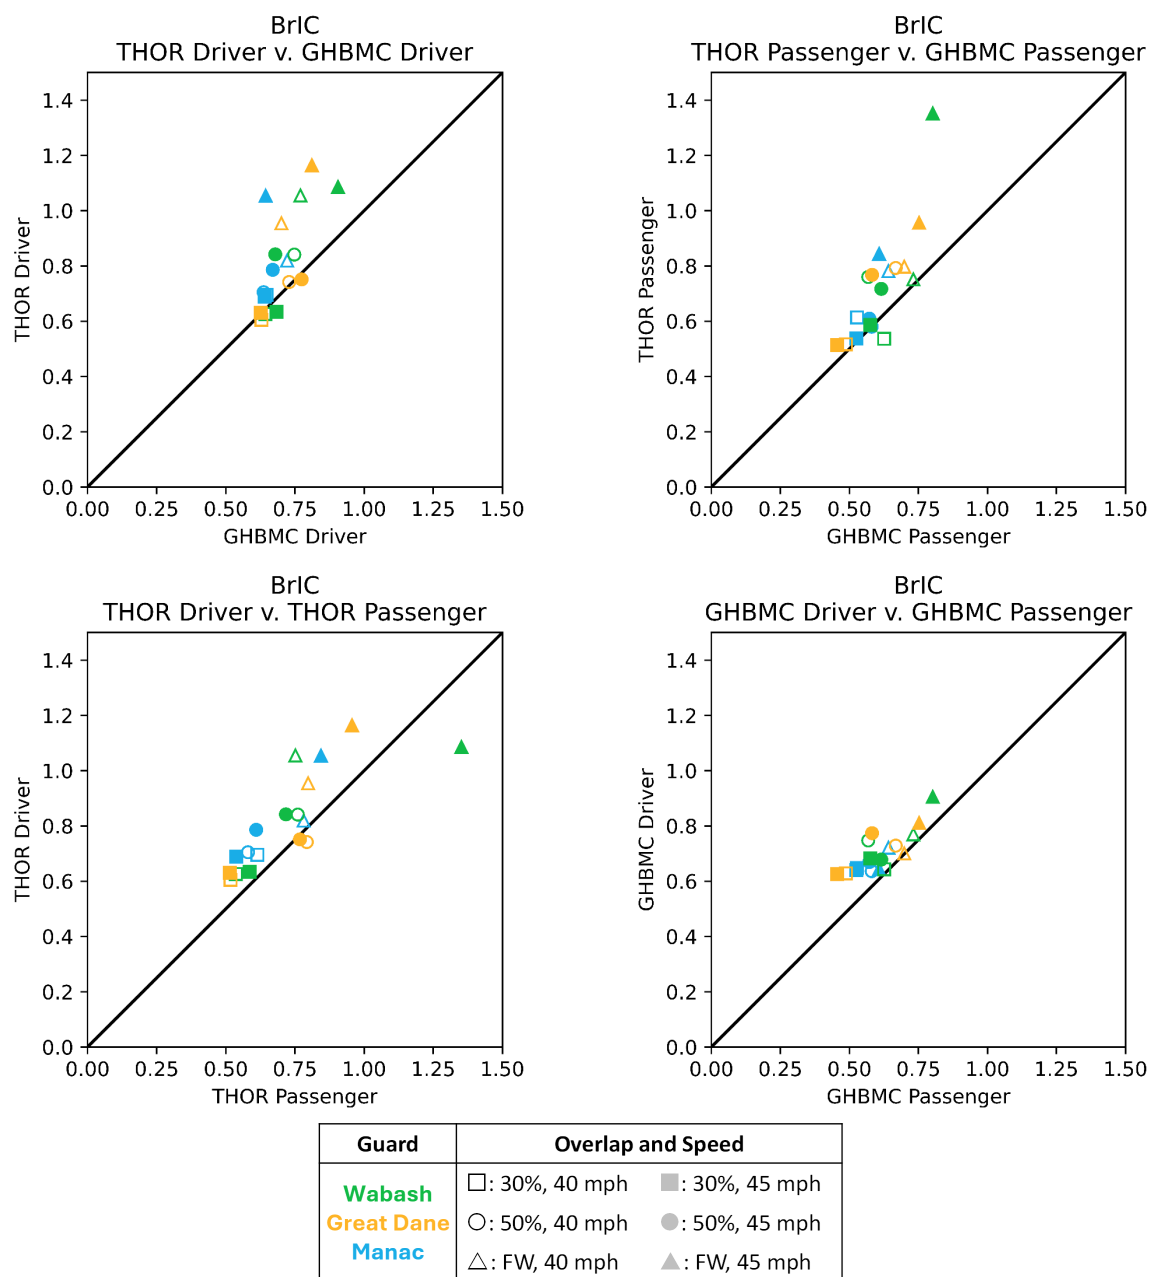 BrIC
THOR Driver v. GHBMC Driver
1.4
1.2
1.0
0.8
0.6
0.4
0.2
0.0
THOR Driver
0.00 0.25 0.50 0.75 1.00 1.25 1.50
GHBMC Driver
BrIC
THOR Passenger v. GHBMC Passenger
1.4
1.2
1.0
0.8
0.6
0.4
0.2
0.0
THOR Passenger
0.00 0.25 0.50 0.75 1.00 1.25 1.50
GHBMC Passenger
BrIC
THOR Driver v. THOR Passenger
1.4
1.2
1.0
0.8
0.6
0.4
0.2
0.0
THOR Driver
0.00 0.25 0.50 0.75 1.00 1.25 1.50
THOR Passenger
BrIC
GHBMC Driver v. GHBMC Passenger
1.4
1.2
1.0
0.8
0.6
0.4
0.2
0.0
GHBMC Driver
0.00 0.25 0.50 0.75 1.00 1.25 1.50
GHBMC Passenger
Guard
Wabash
Great Dane
Manac
Overlap and Speed
: 30%, 40 mph : 30%, 45 mph
: 50%, 40 mph : 50%, 45 mph
: FW, 40 mph : FW, 45 mph